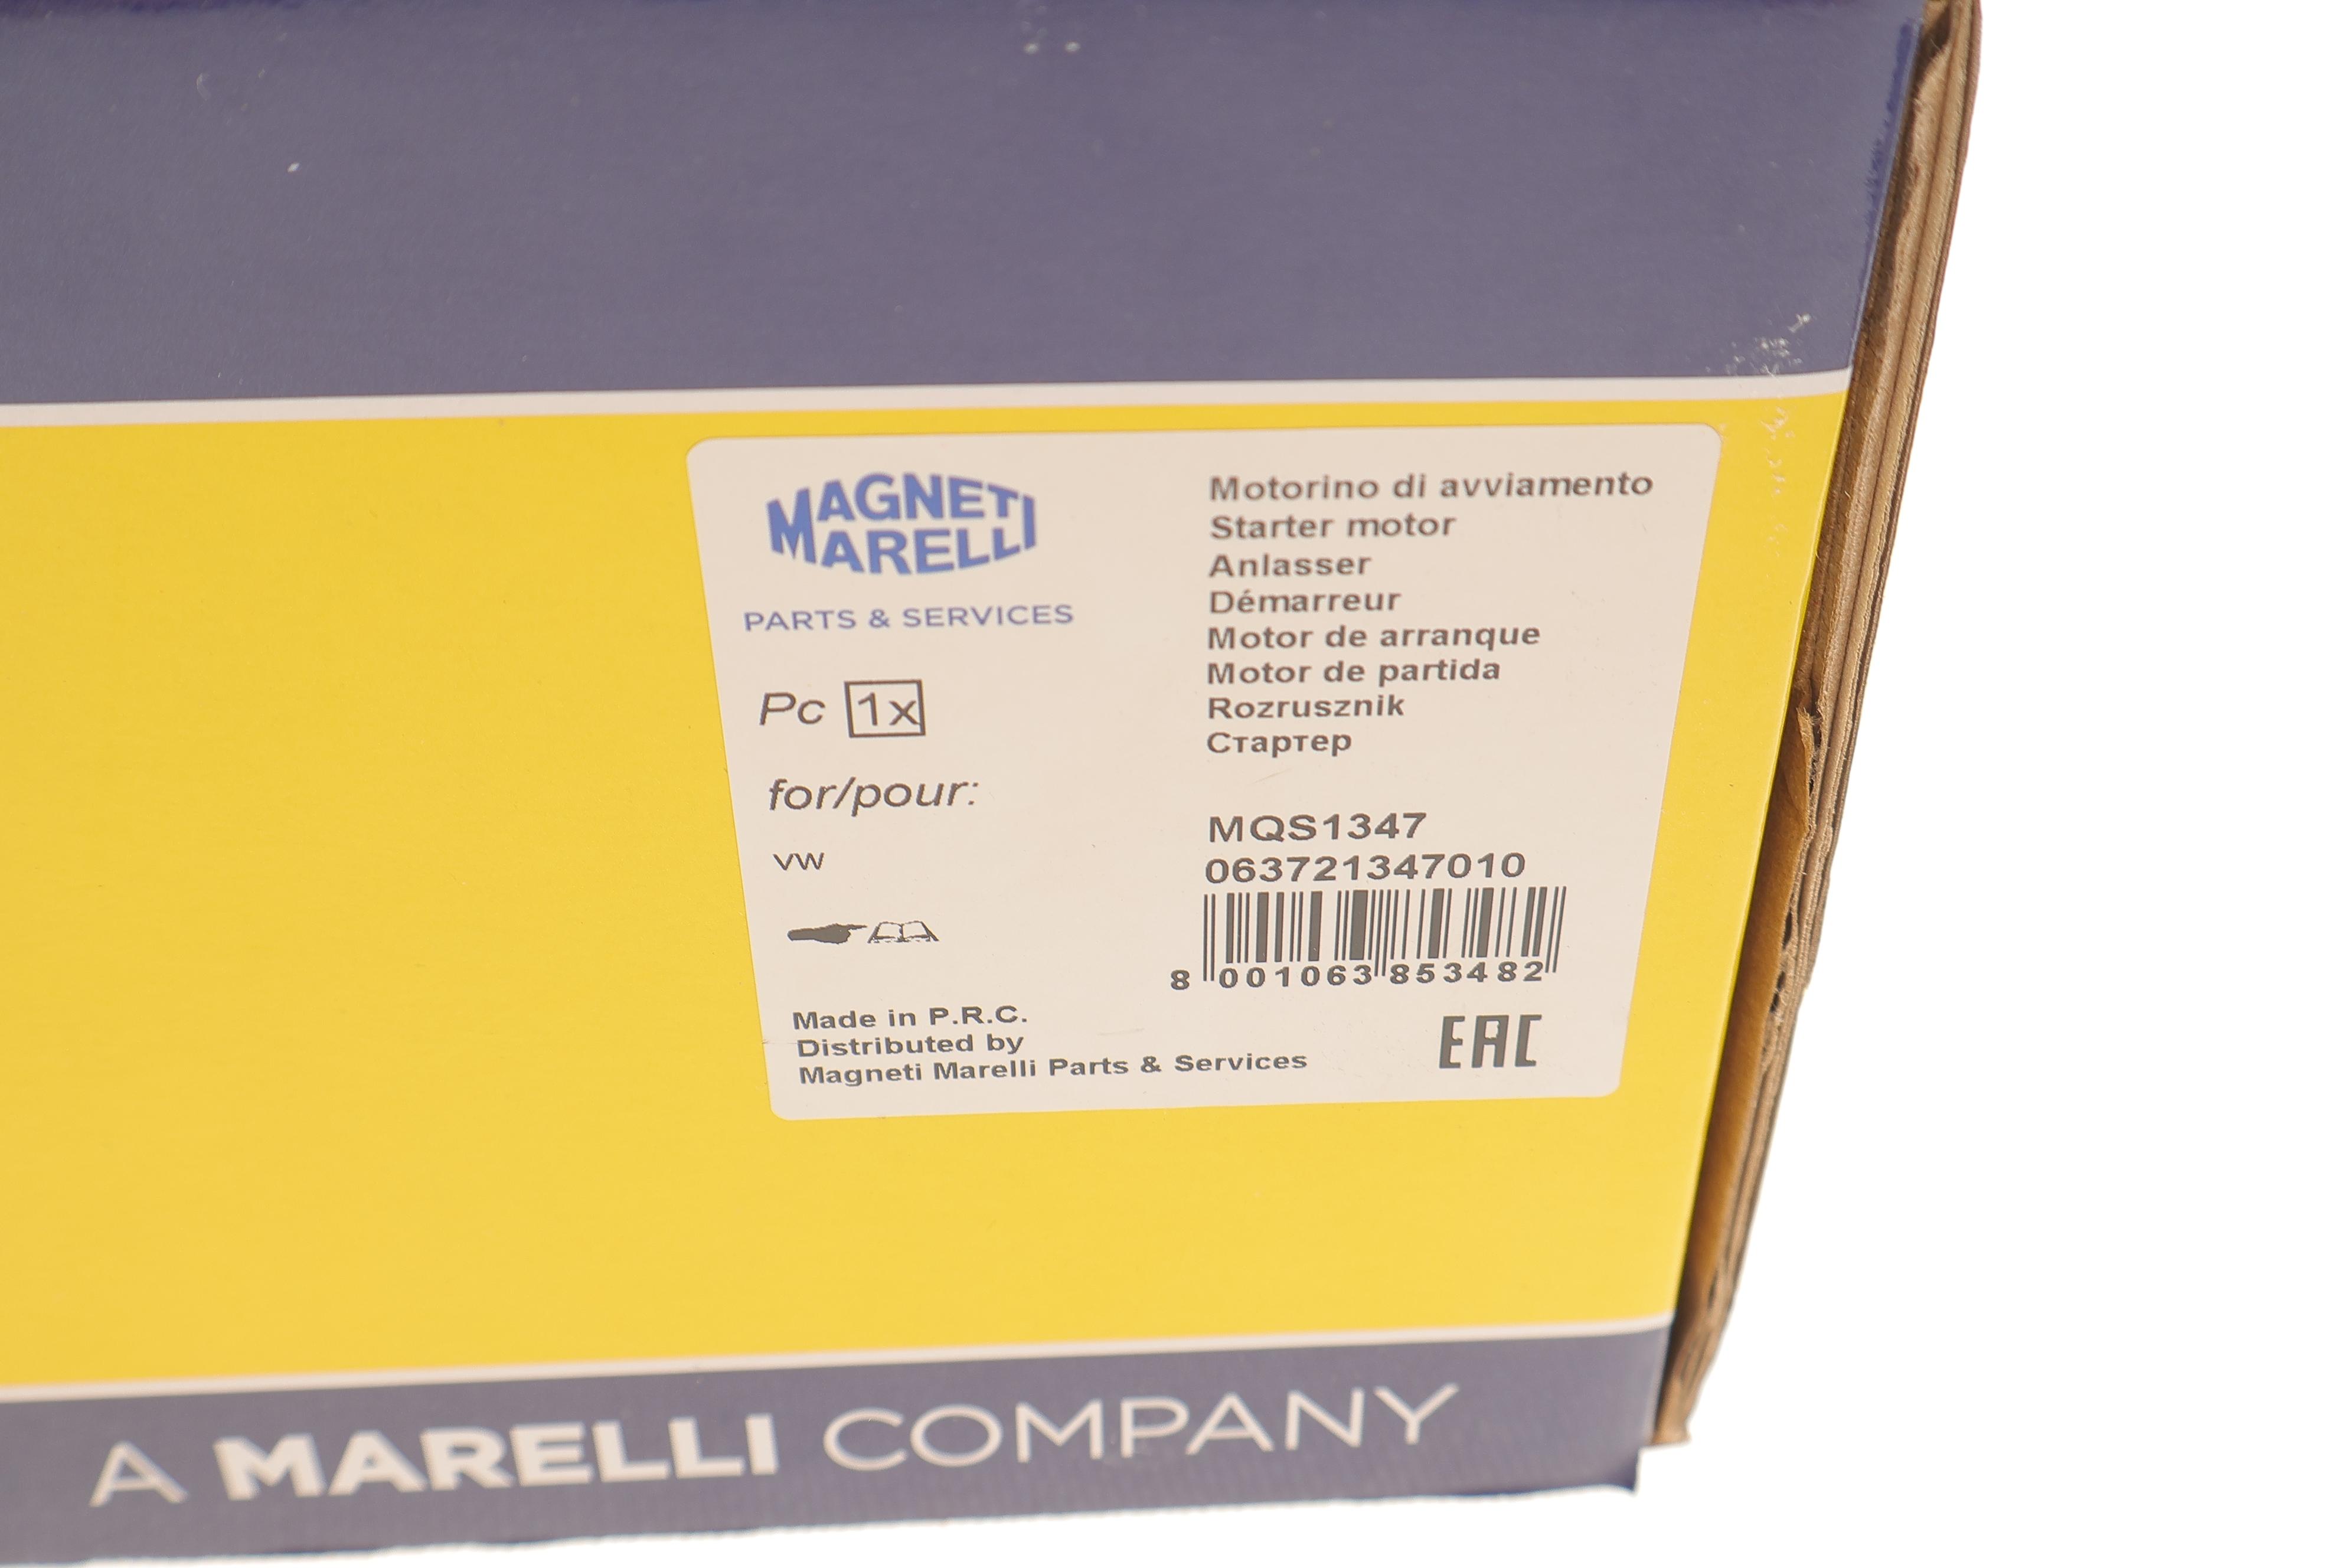 MAGNETI
MARELLI
PARTS & SERVICES
Pc 1x
for/pour:
VW
Motorino di avviamento
Starter motor
Anlasser
Démarreur
Motor de arranque
Motor de partida
Rozrusznik
Стартер
MQS1347
063721347010
8 001063 853482
Made in P.R.C.
Distributed by
Magneti Marelli Parts & Services
EAC
A MARELLI COMPANY